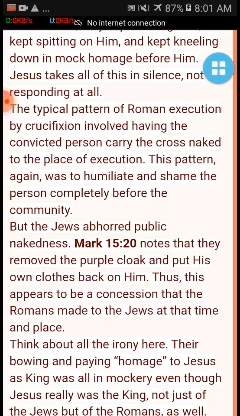 87% 8:01 AM
0:0KB/s U:0KB/s No internet connection
kept spitting on Him, and kept kneeling
down in mock homage before Him.
Jesus takes all of this in silence, not
responding at all.
The typical pattern of Roman execution
by crucifixion involved having the
convicted person carry the cross naked
to the place of execution. This pattern,
again, was to humiliate and shame the
person completely before the
community.
But the Jews abhorred public
nakedness. Mark 15:20 notes that they
removed the purple cloak and put His
own clothes back on Him. Thus, this
appears to be a concession that the
Romans made to the Jews at that time
and place.
Think about all the irony here. Their
bowing and paying “homage” to Jesus
as King was all in mockery even though
Jesus really was the King, not just of
the Jews but of the Romans, as well.